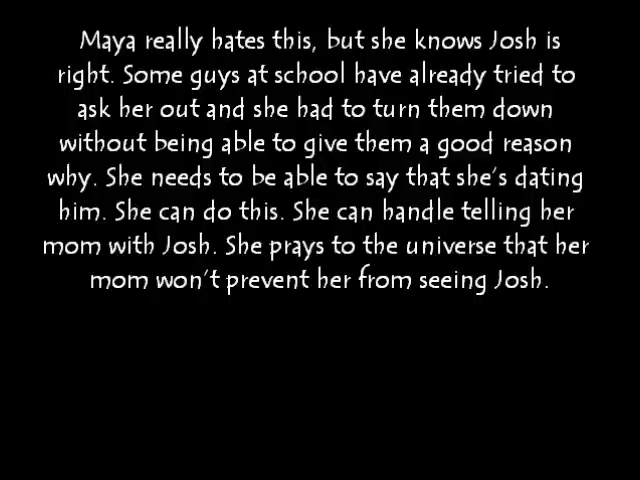 Maya really hates this, but she knows Josh is
right. Some guys at school have already tried to
ask her out and she had to turn them down
without being able to give them a good reason
why. She needs to be able to say that she's dating
him. She can do this. She can handle telling her
mom with Josh. She prays to the universe that her
mom won't prevent her from seeing Josh.